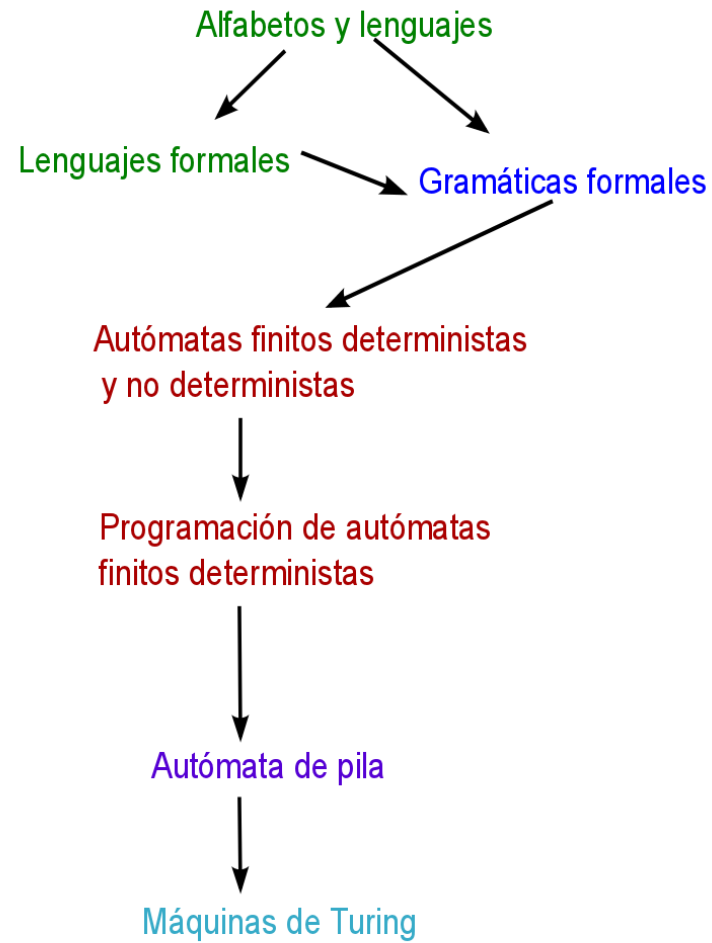 Alfabetos y lenguajes
Lenguajes formales
Gramáticas formales
Autómatas finitos deterministas
y no deterministas
Programación de autómatas
finitos deterministas
Autómata de pila
Máquinas de Turing